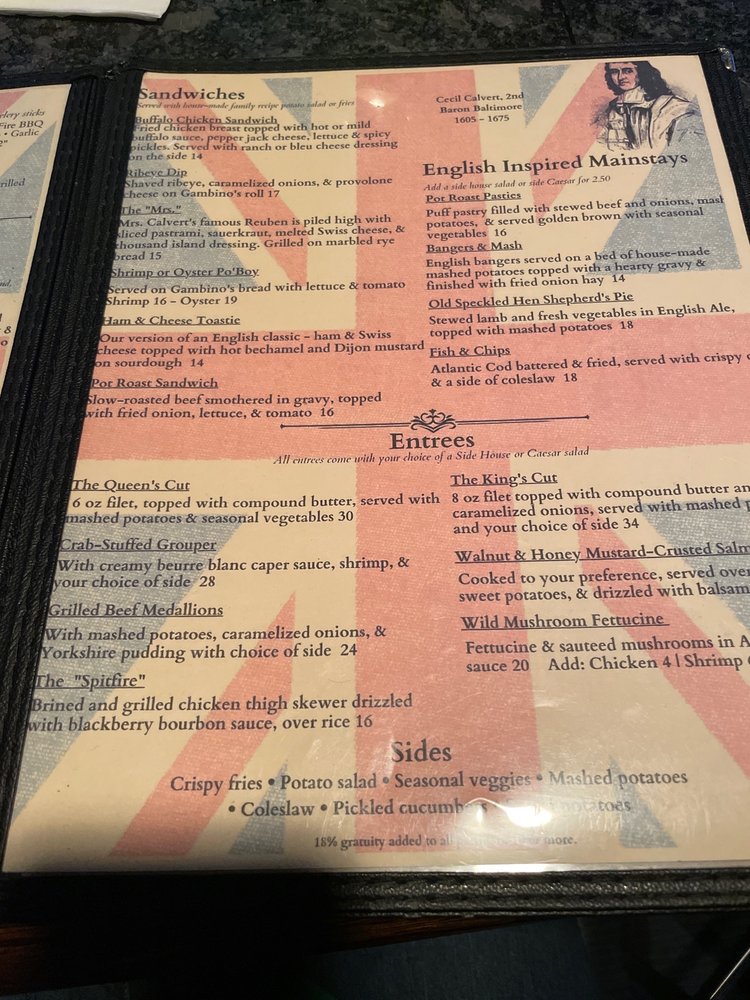 lery sticks
Fire BBQ
• Garlic
Sandwiches
Served with house-made family recipe potato salad or fries
Buffalo Chicken Sandwich
Fried chicken breast topped with hot or mild
buffalo sauce, pepper jack cheese, lettuce & spicy
pickles. Served with ranch or bleu cheese dressing
on the side 14
Ribeye Dip
Shaved ribeye, caramelized onions, & provolone
cheese on Gambino's roll 17
The "Mrs."
Mrs. Calvert's famous Reuben is piled high with
sliced pastrami, sauerkraut, melted Swiss cheese, &
thousand island dressing. Grilled on marbled rye
bread 15
Shrimp or Oyster Po'Boy
Served on Gambino's bread with lettuce & tomato
Shrimp 16 - Oyster 19
Ham & Cheese Toastie
Our version of an English classic - ham & Swiss
cheese topped with hot bechamel and Dijon mustard
on sourdough 14
Pot Roast Sandwich
Slow-roasted beef smothered in gravy, topped
with fried onion, lettuce, & tomato 16
Cecil Calvert, 2nd
Baron Baltimore
1605 - 1675
English Inspired Mainstays
Add a side house salad or side Caesar for 2.50
Pot Roast Pasties
Puff pastry filled with stewed beef and onions, mash
potatoes, & served golden brown with seasonal
vegetables 16
Bangers & Mash
English bangers served on a bed of house-made
mashed potatoes topped with a hearty gravy &
finished with fried onion hay 14
Old Speckled Hen Shepherd's Pie
Stewed lamb and fresh vegetables in English Ale,
topped with mashed potatoes 18
Fish & Chips
Atlantic Cod battered & fried, served with crispy
& a side of coleslaw 18
Entrees
All entrees come with your choice of a Side House or Caesar salad
The Queen's Cut
6 oz filet, topped with compound butter, served with
mashed potatoes & seasonal vegetables 30
Crab-Stuffed Grouper
With creamy beurre blanc caper sauce, shrimp, &
your choice of side 28
Grilled Beef Medallions
With mashed potatoes, caramelized onions, &
Yorkshire pudding with choice of side 24
The "Spitfire"
Brined and grilled chicken thigh skewer drizzled
with blackberry bourbon sauce, over rice 16
The King's Cut
8 oz filet topped with compound butter an
caramelized onions, served with mashed p
and your choice of side 34
Walnut & Honey Mustard-Crusted Salm
Cooked to your preference, served over
sweet potatoes, & drizzled with balsam
Wild Mushroom Fettucine
Fettucine & sauteed mushrooms in A
sauce 20 Add: Chicken 4 | Shrimp
Sides
Crispy fries • Potato salad • Seasonal veggies • Mashed potatoes
• Coleslaw • Pickled cucumbers potatoes
18% gratuity added to all or more.